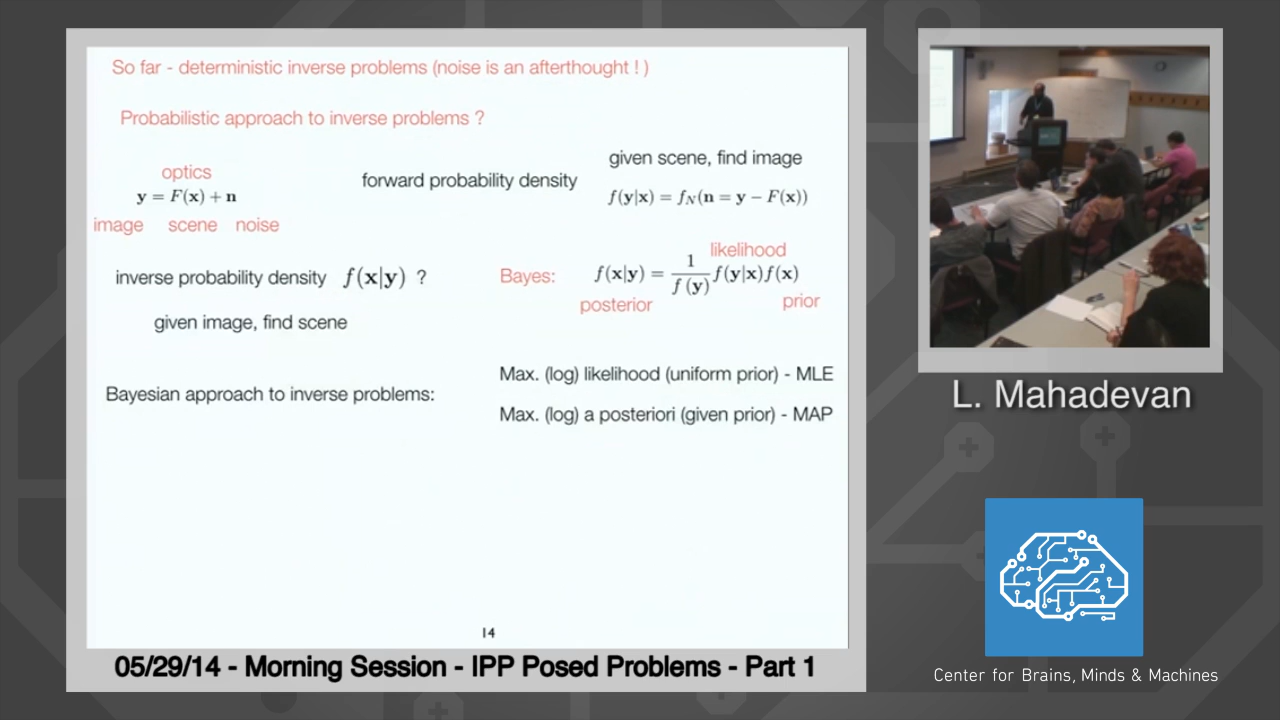 So far - deterministic inverse problems (noise is an afterthought ! )
Probabilistic approach to inverse problems ?
optics
y = F(x) + n
image scene noise
forward probability density
given scene, find image
f(y|x) = f_N(n = y − F(x))
inverse probability density f(x|y) ?
given image, find scene
Bayes: f(x|y) = 1/f(y) f(y|x)f(x)
likelihood
posterior
prior
Bayesian approach to inverse problems:
Max. (log) likelihood (uniform prior) - MLE
Max. (log) a posteriori (given prior) - MAP
14
05/29/14 - Morning Session - IPP Posed Problems - Part 1
L. Mahadevan
Center for Brains, Minds & Machines